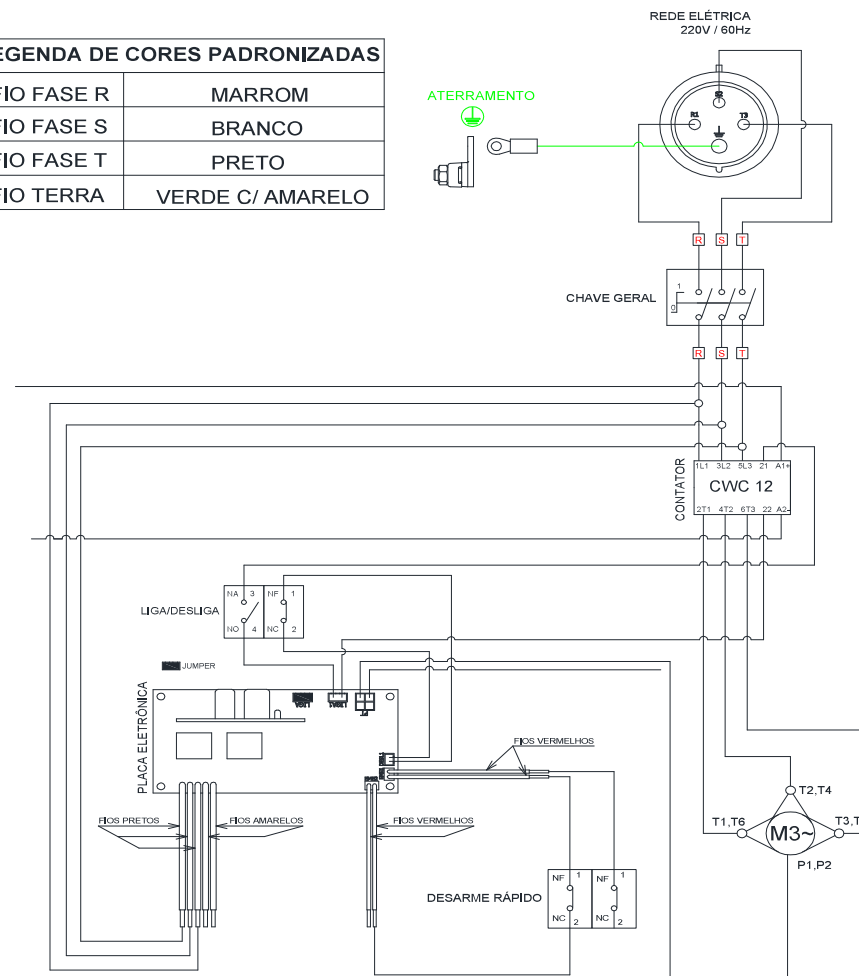 REDE ELÉTRICA
220V / 60Hz
EGENDA DE CORES PADRONIZADAS
FIO FASE R MARROM
FIO FASE S BRANCO
FIO FASE T PRETO
FIO TERRA VERDE C/ AMARELO
ATERRAMENTO
S2
R1 T3
R S T
CHAVE GERAL
1
0
R S T
CONTATOR
1L1 3L2 5L3 21 A1+
CWC 12
2T1 4T2 6T3 22 A2-
LIGA/DESLIGA
NA 3 NF 1
NO 4 NC 2
JUMPER
PLACA ELETRÔNICA
FIOS VERMELHOS
FIOS PRETOS
FIOS AMARELOS
FIOS VERMELHOS
T2,T4
T1,T6
M3~
T3,T
P1,P2
DESARME RÁPIDO
NF 1 NF 1
NC 2 NC 2